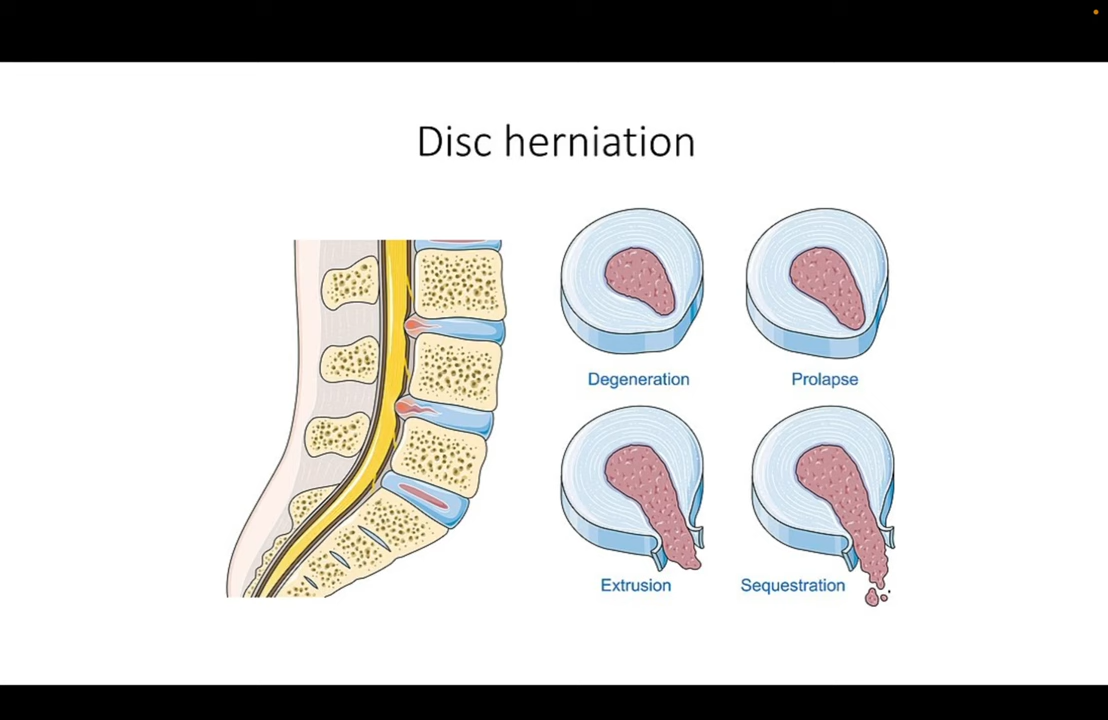 Disc herniation
Degeneration
Prolapse
Extrusion
Sequestration